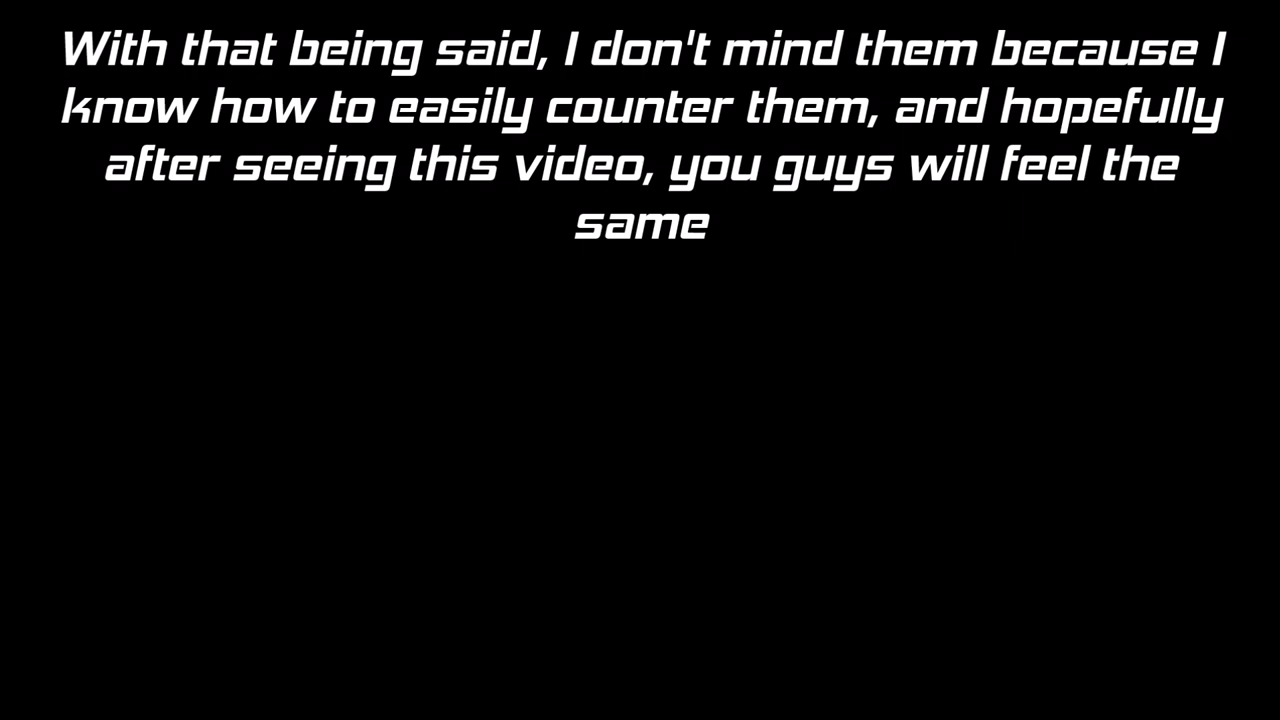 With that being said, I don't mind them because I
know how to easily counter them, and hopefully
after seeing this video, you guys will feel the
same